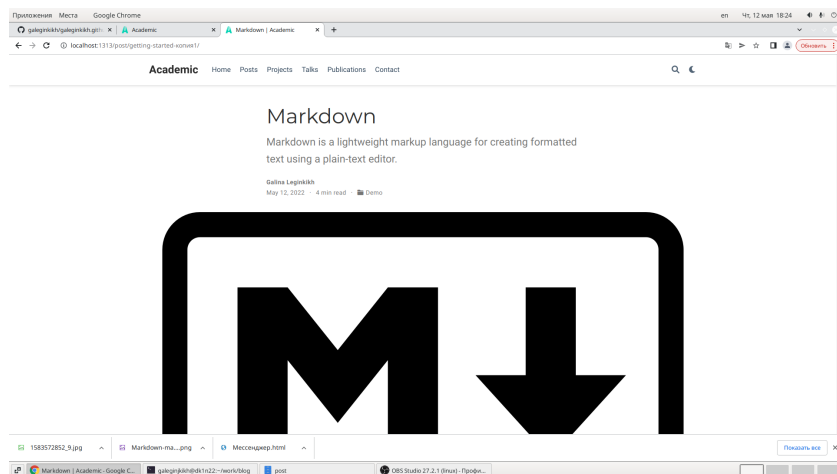 Приложения Места Google Chrome en Чт, 12 мая 18:24
galeginkikh/galeginkikh.gith Academic Markdown | Academic
localhost:1313/post/getting-started-копия1/ Обновить
Academic Home Posts Projects Talks Publications Contact
Markdown
Markdown is a lightweight markup language for creating formatted
text using a plain-text editor.
Galina Leginkikh
May 12, 2022 · 4 min read · Demo
M
1583572852_9.jpg Markdown-ma....png Мессенджер.html Показать все
Markdown | Academic - Google C... galeginjkikh@dk1n22:~/work/blog post OBS Studio 27.2.1 (linux) - Профи...